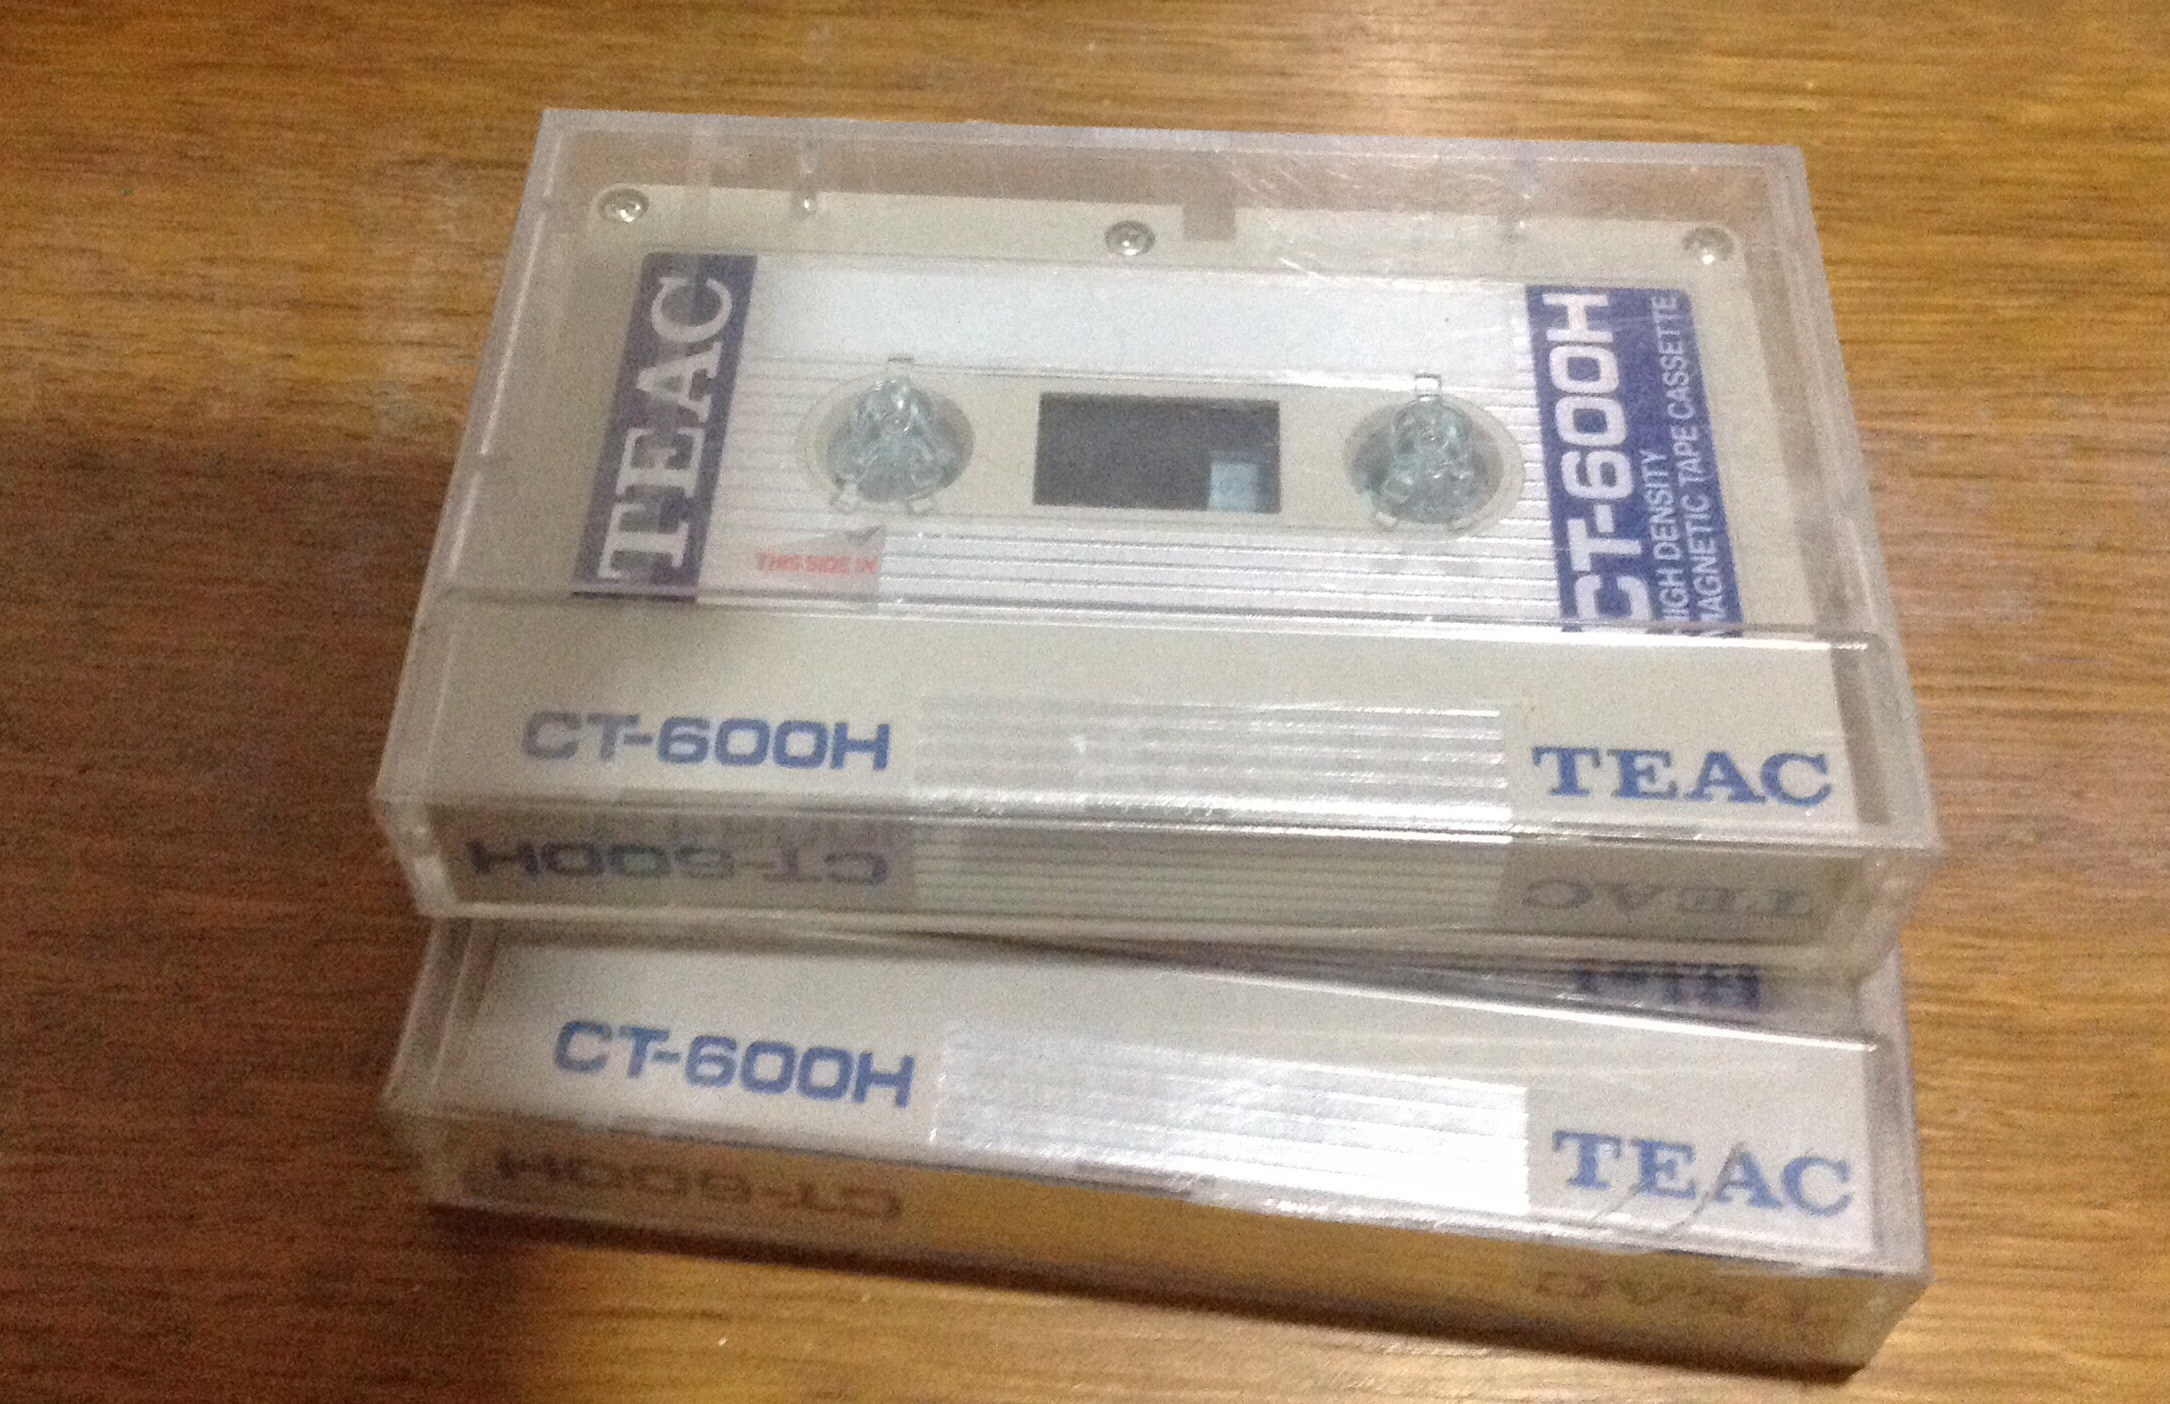 TEAC
CT-600H
HIGH DENSITY
MAGNETIC TAPE CASSETTE
THIS SIDE IN
CT-600H
TEAC
CT-600H
TEAC
CT-600H
TEAC
CT-600H
TEAC